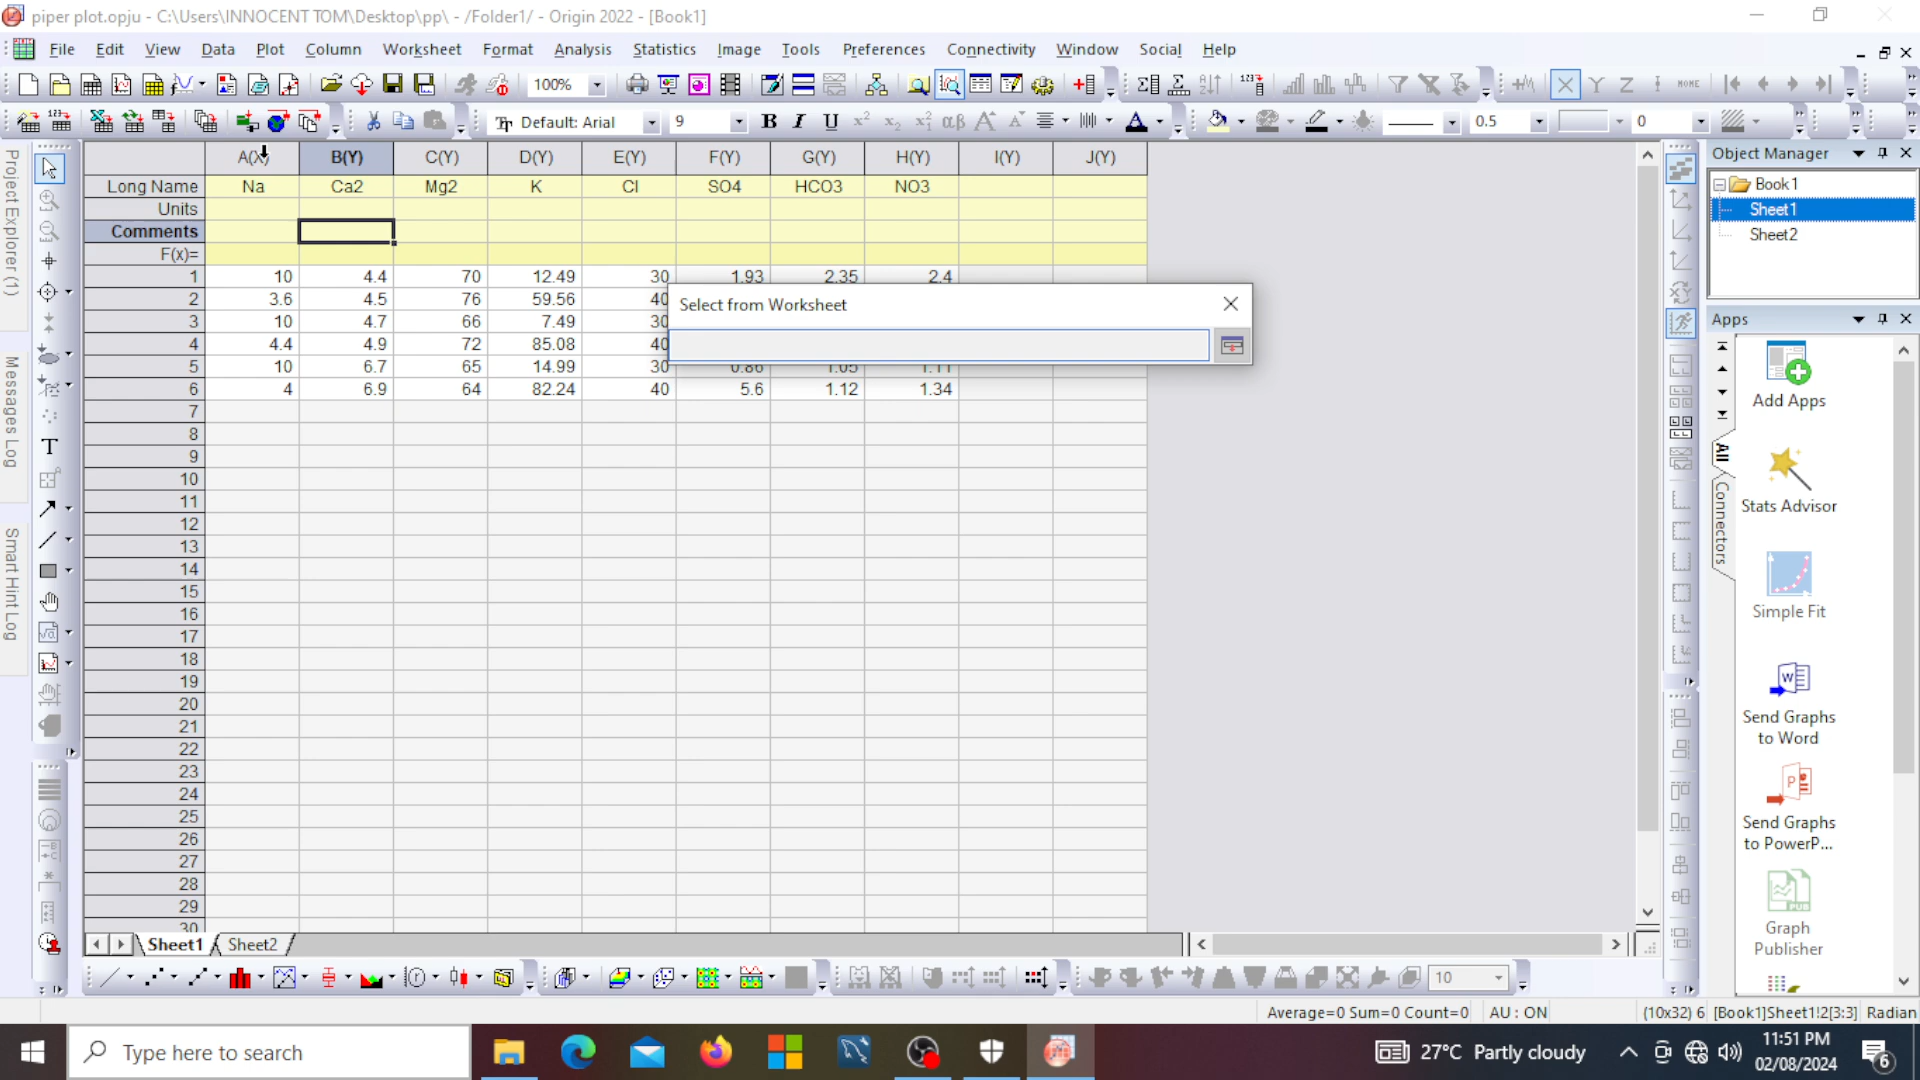 piper plot.opju - C:\Users\INNOCENT TOM\Desktop\pp\ - /Folder1/ - Origin 2022 - [Book1]
File Edit View Data Plot Column Worksheet Format Analysis Statistics Image Tools Preferences Connectivity Window Social Help
100%
Default: Arial 9 B I U 0.5 0
Project Explorer (1)
Messages Log
Smart Hint Log
A(X) B(Y) C(Y) D(Y) E(Y) F(Y) G(Y) H(Y) I(Y) J(Y)
Long Name Na Ca2 Mg2 K Cl SO4 HCO3 NO3
Units
Comments
F(x)=
1 10 4.4 70 12.49 30 1.93 2.35 2.4
2 3.6 4.5 76 59.56 40
3 10 4.7 66 7.49 30
4 4.4 4.9 72 85.08 40
5 10 6.7 65 14.99 30 0.86 1.05 1.11
6 4 6.9 64 82.24 40 5.6 1.12 1.34
7
8
9
10
11
12
13
14
15
16
17
18
19
20
21
22
23
24
25
26
27
28
29
30
Select from Worksheet
Sheet1 Sheet2
Object Manager
Book1
Sheet1
Sheet2
Apps
All
Connectors
Add Apps
Stats Advisor
Simple Fit
Send Graphs
to Word
Send Graphs
to PowerP...
Graph
Publisher
10
Average=0 Sum=0 Count=0 AU : ON (10x32) 6 [Book1]Sheet1!2[3:3] Radian
Type here to search
27°C Partly cloudy
11:51 PM
02/08/2024
6